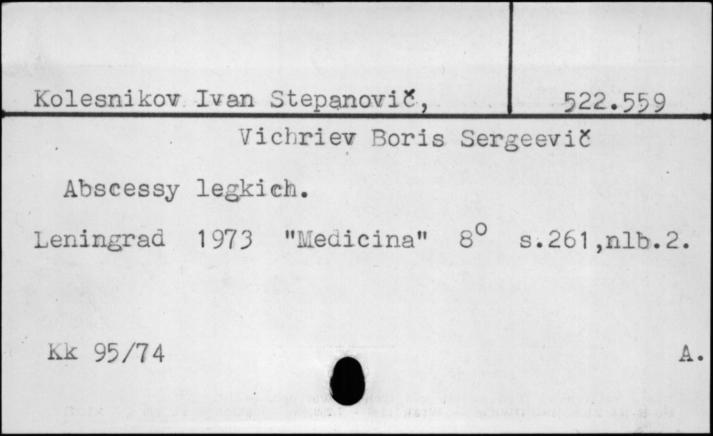 Kolesnikov Ivan Stepanovič, 522.559
Vichriev Boris Sergeevič
Abscessy legkich.
Leningrad 1973 "Medicina" 8° s.261,nlb.2.
Kk 95/74 A.